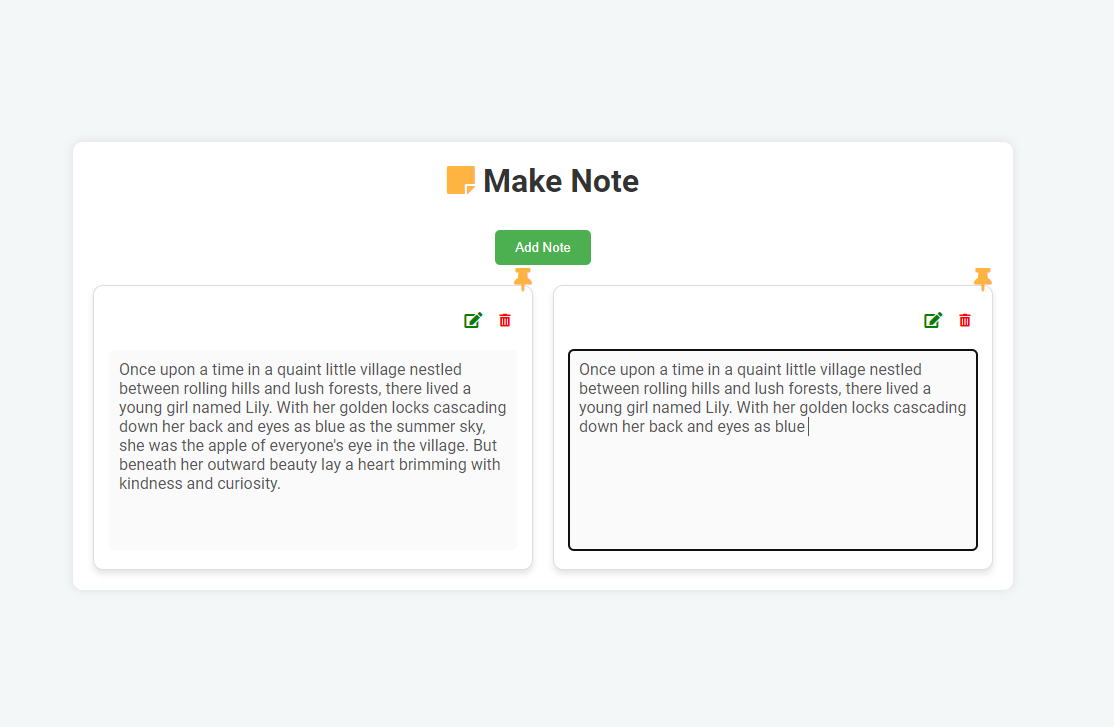 Make Note
Add Note
Once upon a time in a quaint little village nestled
between rolling hills and lush forests, there lived a
young girl named Lily. With her golden locks cascading
down her back and eyes as blue as the summer sky,
she was the apple of everyone's eye in the village. But
beneath her outward beauty lay a heart brimming with
kindness and curiosity.
Once upon a time in a quaint little village nestled
between rolling hills and lush forests, there lived a
young girl named Lily. With her golden locks cascading
down her back and eyes as blue